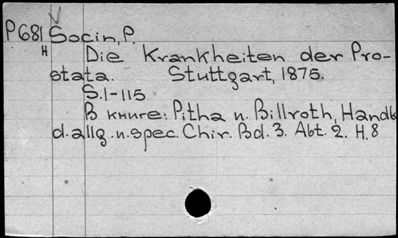 P681 Socin, P.
H Die Krankheiten der Pro-
stata. Stuttgart, 1875.
S.1-115
В книге: Pitha u. Billroth, Handb
d. allg. u. spec. Chir. Bd. 3. Abt. 2. H. 8